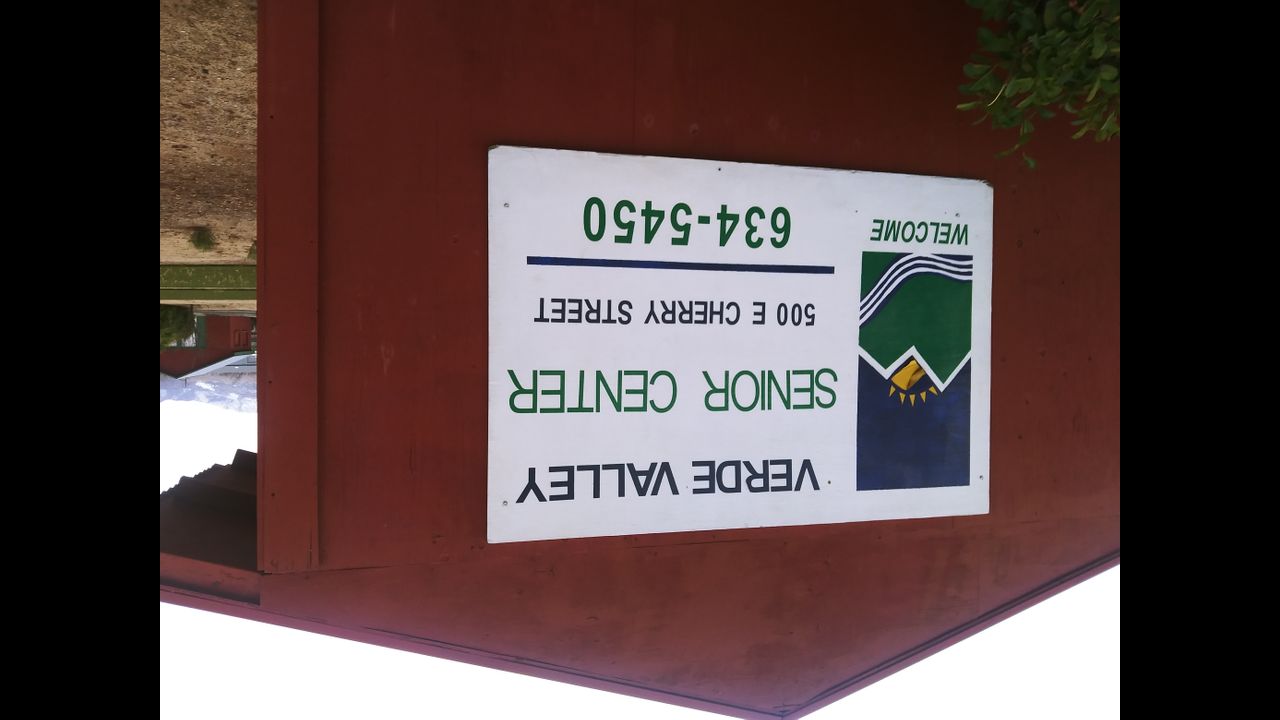 VERDE VALLEY
SENIOR CENTER
500 E CHERRY STREET
634-5450
WELCOME